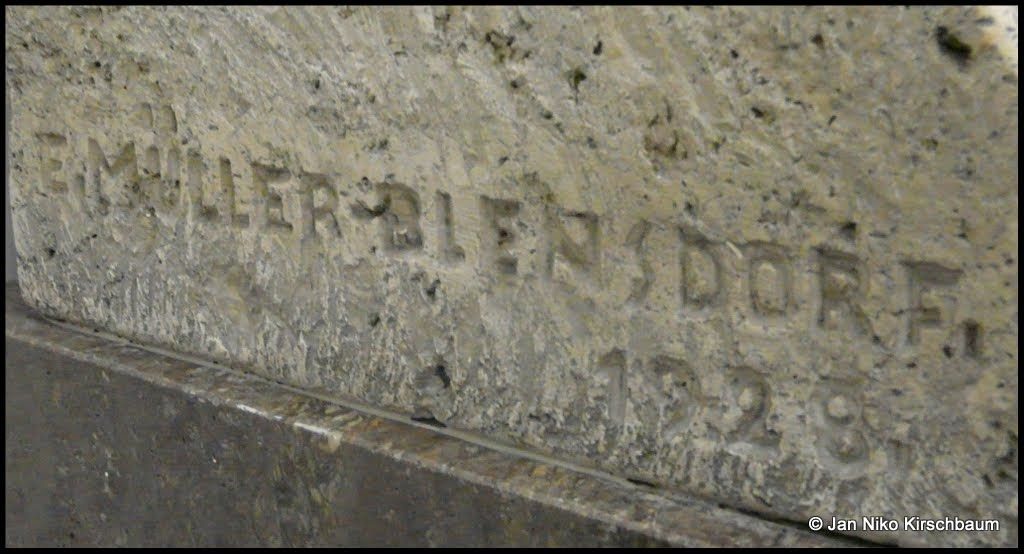 E. MÜLLER-BLENSDORF.
1928.
© Jan Niko Kirschbaum